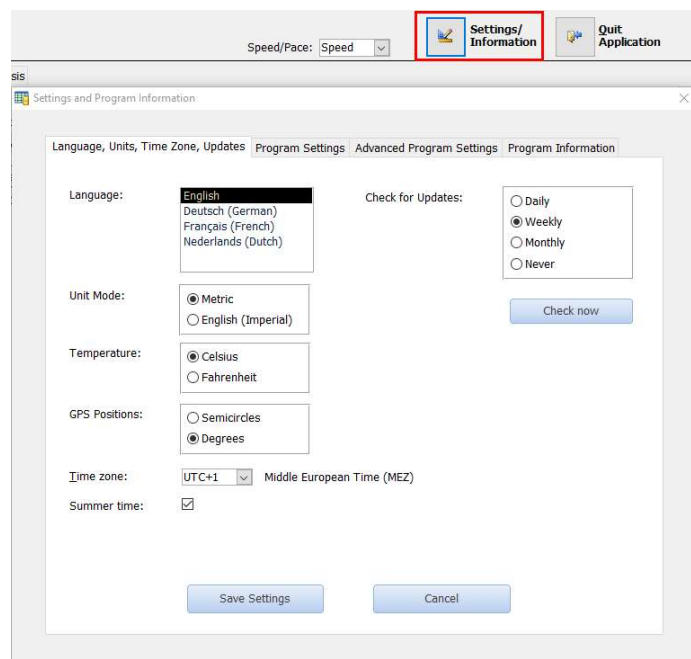 Settings/
Information
Quit
Application
Speed/Pace: Speed
sis
Settings and Program Information
Language, Units, Time Zone, Updates Program Settings Advanced Program Settings Program Information
Language:
English
Deutsch (German)
Français (French)
Nederlands (Dutch)
Check for Updates:
Daily
Weekly
Monthly
Never
Check now
Unit Mode:
Metric
English (Imperial)
Temperature:
Celsius
Fahrenheit
GPS Positions:
Semicircles
Degrees
Time zone: UTC+1 Middle European Time (MEZ)
Summer time:
Save Settings Cancel